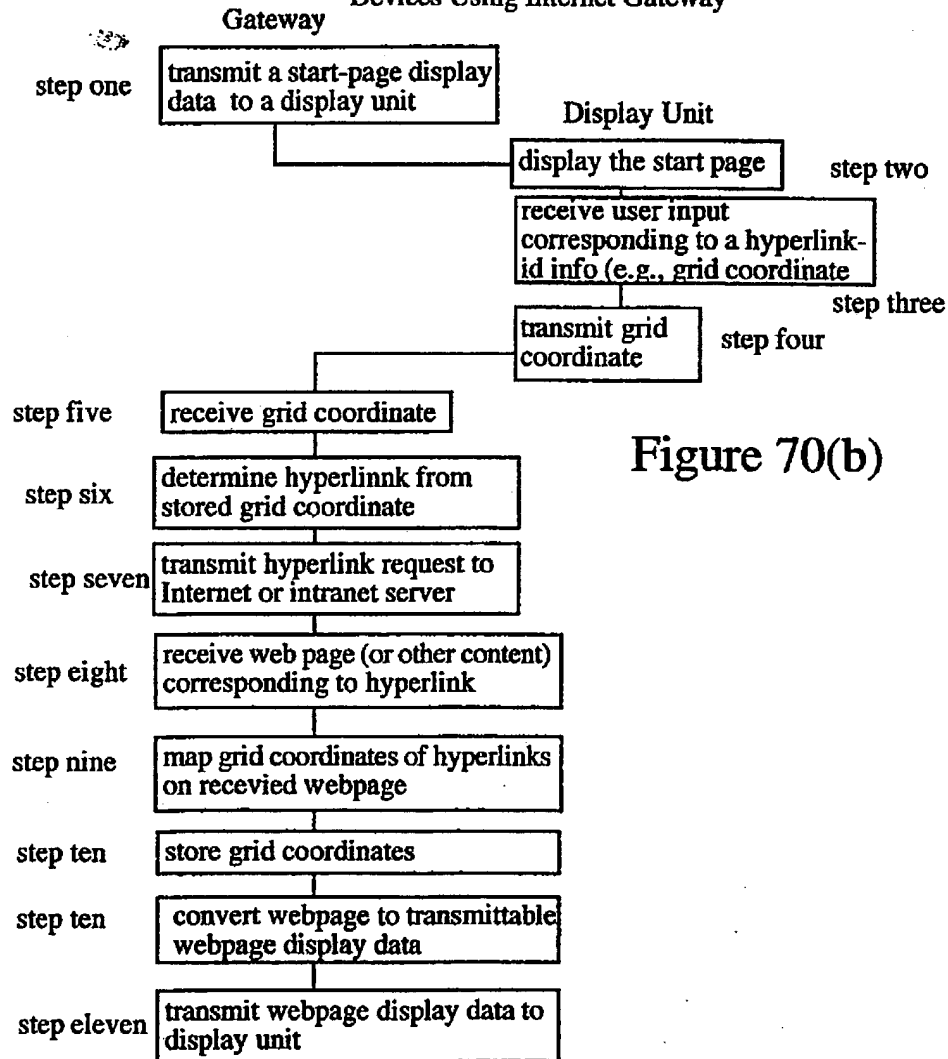 Devices Using Internet Gateway
Gateway
step one
transmit a start-page display
data to a display unit
Display Unit
display the start page
step two
receive user input
corresponding to a hyperlink-
id info (e.g., grid coordinate
step three
transmit grid
coordinate
step four
step five
receive grid coordinate
Figure 70(b)
step six
determine hyperlinnk from
stored grid coordinate
step seven
transmit hyperlink request to
Internet or intranet server
step eight
receive web page (or other content)
corresponding to hyperlink
step nine
map grid coordinates of hyperlinks
on recevied webpage
step ten
store grid coordinates
step ten
convert webpage to transmittable
webpage display data
step eleven
transmit webpage display data to
display unit